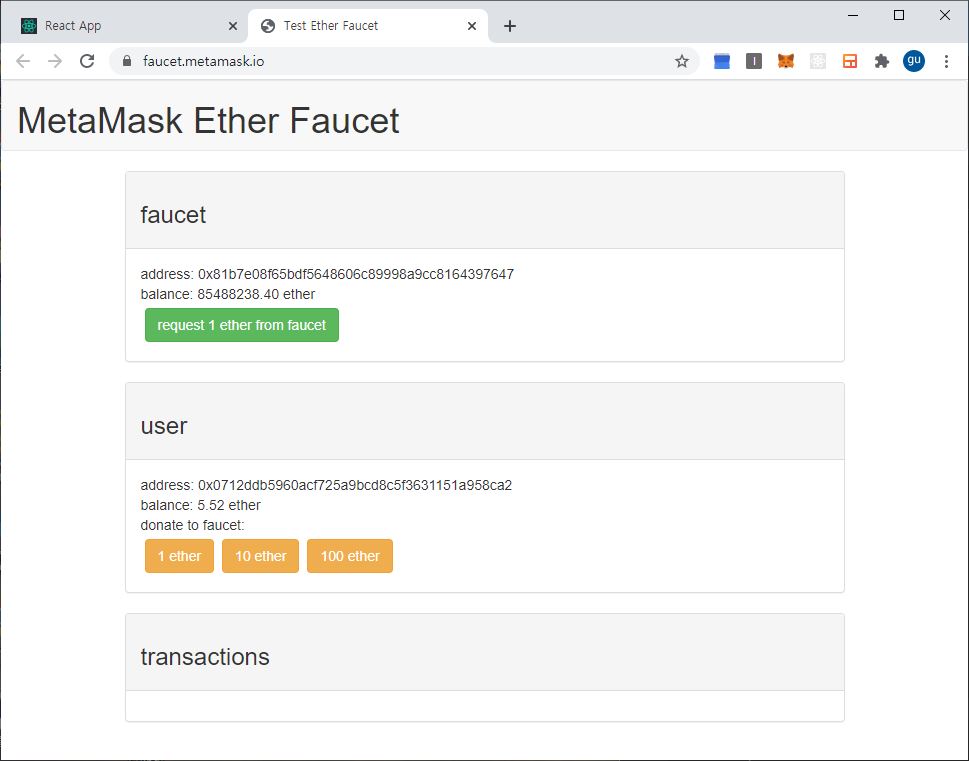 React App
Test Ether Faucet
faucet.metamask.io
I
gu
MetaMask Ether Faucet
faucet
address: 0x81b7e08f65bdf5648606c89998a9cc8164397647
balance: 85488238.40 ether
request 1 ether from faucet
user
address: 0x0712ddb5960acf725a9bcd8c5f3631151a958ca2
balance: 5.52 ether
donate to faucet:
1 ether 10 ether 100 ether
transactions